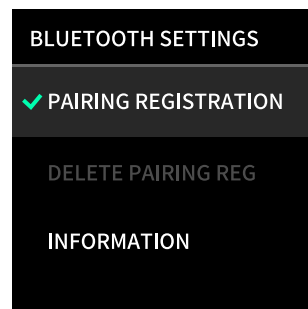 BLUETOOTH SETTINGS
PAIRING REGISTRATION
DELETE PAIRING REG
INFORMATION